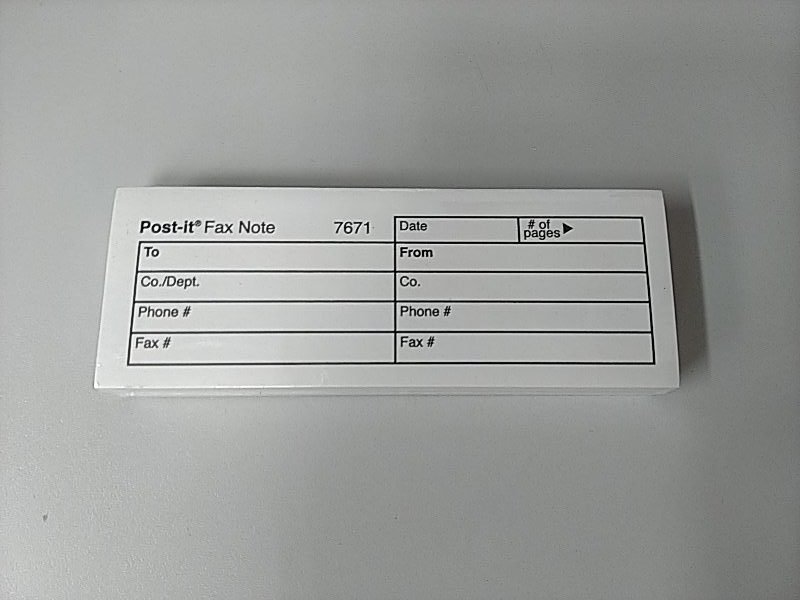 Post-it® Fax Note 7671 Date # of pages ▶
To From
Co./Dept. Co.
Phone # Phone #
Fax # Fax #